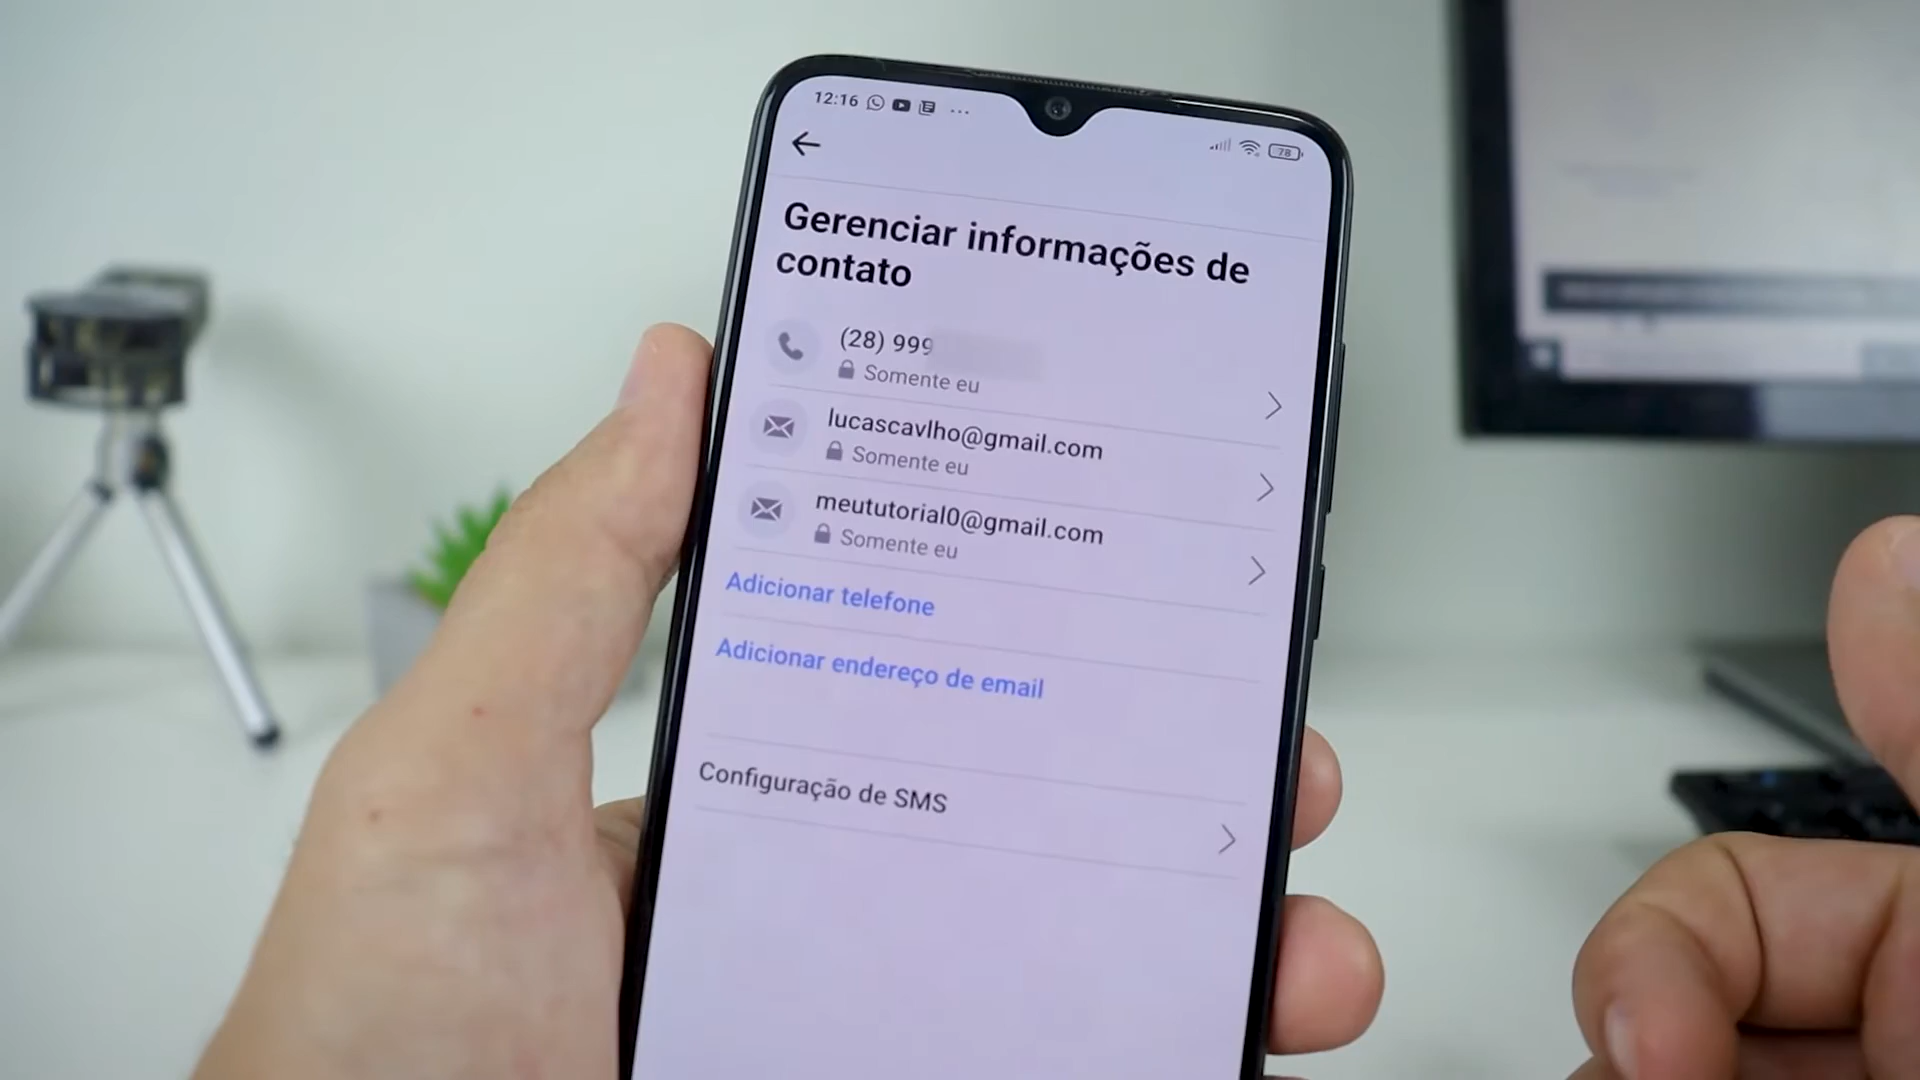 12:16
78
Gerenciar informações de
contato
(28) 999
Somente eu
lucascavlho@gmail.com
Somente eu
meututorial0@gmail.com
Somente eu
Adicionar telefone
Adicionar endereço de email
Configuração de SMS